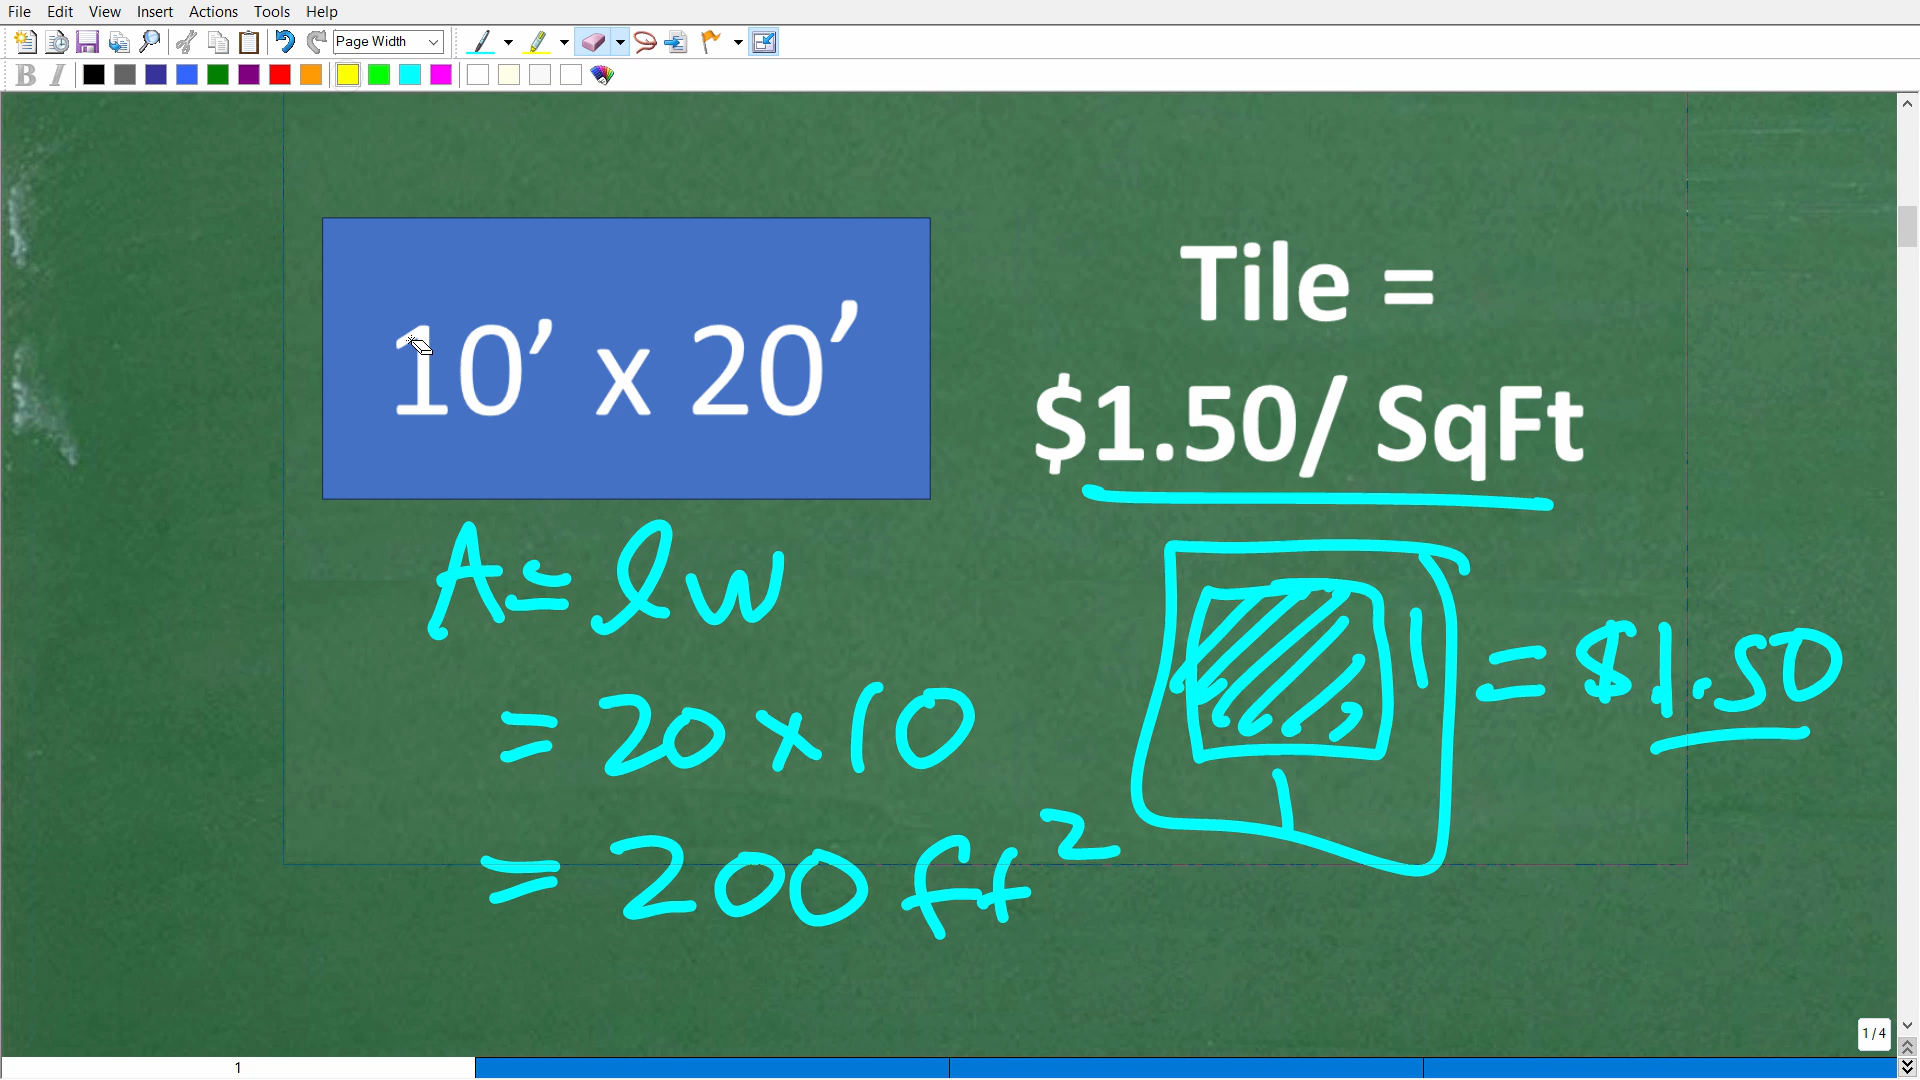 File Edit View Insert Actions Tools Help
Page Width
B I
10’ x 20’
Tile =
$1.50/ SqFt
A = lw
= 20 x 10
= 200 ft²
1
1
= $1.50
1 / 4
1